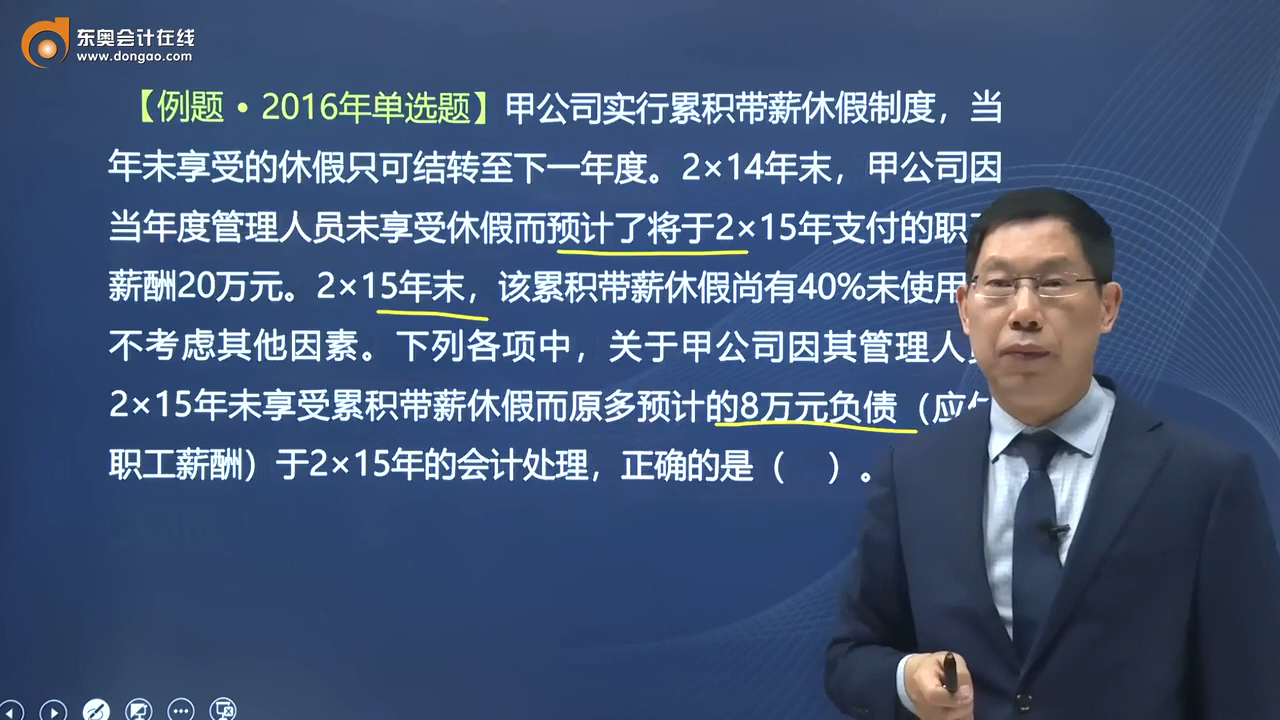 东奥会计在线
www.dongao.com
【例题·2016年单选题】甲公司实行累积带薪休假制度，当
年未享受的休假只可结转至下一年度。2×14年末，甲公司因
当年度管理人员未享受休假而预计了将于2×15年支付的职
薪酬20万元。2×15年末，该累积带薪休假尚有40%未使用
不考虑其他因素。下列各项中，关于甲公司因其管理人
2×15年未享受累积带薪休假而原多预计的8万元负债（应
职工薪酬）于2×15年的会计处理，正确的是（ ）。